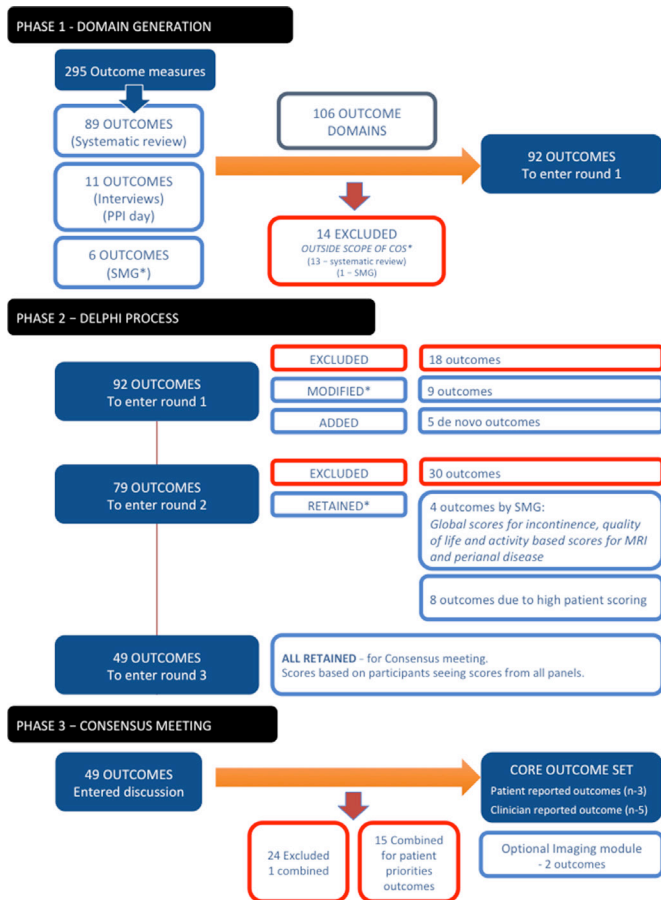 PHASE 1 - DOMAIN GENERATION
295 Outcome measures
89 OUTCOMES
(Systematic review)
11 OUTCOMES
(Interviews)
(PPI day)
6 OUTCOMES
(SMG*)
106 OUTCOME
DOMAINS
14 EXCLUDED
OUTSIDE SCOPE OF COS*
(13 – systematic review)
(1 – SMG)
92 OUTCOMES
To enter round 1
PHASE 2 – DELPHI PROCESS
92 OUTCOMES
To enter round 1
EXCLUDED
18 outcomes
MODIFIED*
9 outcomes
ADDED
5 de novo outcomes
79 OUTCOMES
To enter round 2
EXCLUDED
30 outcomes
RETAINED*
4 outcomes by SMG:
Global scores for incontinence, quality
of life and activity based scores for MRI
and perianal disease
8 outcomes due to high patient scoring
49 OUTCOMES
To enter round 3
ALL RETAINED - for Consensus meeting.
Scores based on participants seeing scores from all panels.
PHASE 3 – CONSENSUS MEETING
49 OUTCOMES
Entered discussion
24 Excluded
1 combined
15 Combined
for patient
priorities
outcomes
CORE OUTCOME SET
Patient reported outcomes (n-3)
Clinician reported outcome (n-5)
Optional Imaging module
- 2 outcomes